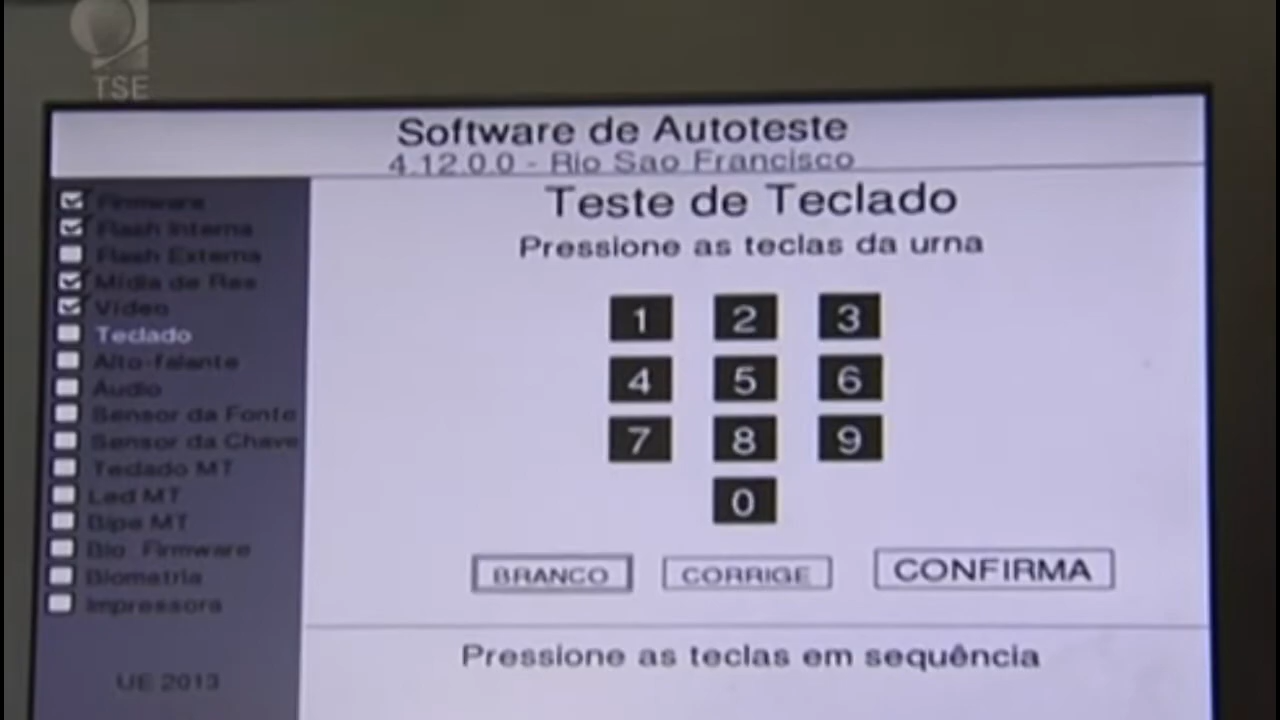 TSE
Software de Autoteste
4.12.0.0 - Rio Sao Francisco
Firmware
Flash Interna
Flash Externa
Mídia de Res
Vídeo
Teclado
Alto-falante
Áudio
Sensor da Fonte
Sensor da Chave
Teclado MT
Led MT
Bipe MT
Bio Firmware
Biometria
Impressora
UE 2013
Teste de Teclado
Pressione as teclas da urna
1 2 3
4 5 6
7 8 9
0
BRANCO CORRIGE CONFIRMA
Pressione as teclas em sequência